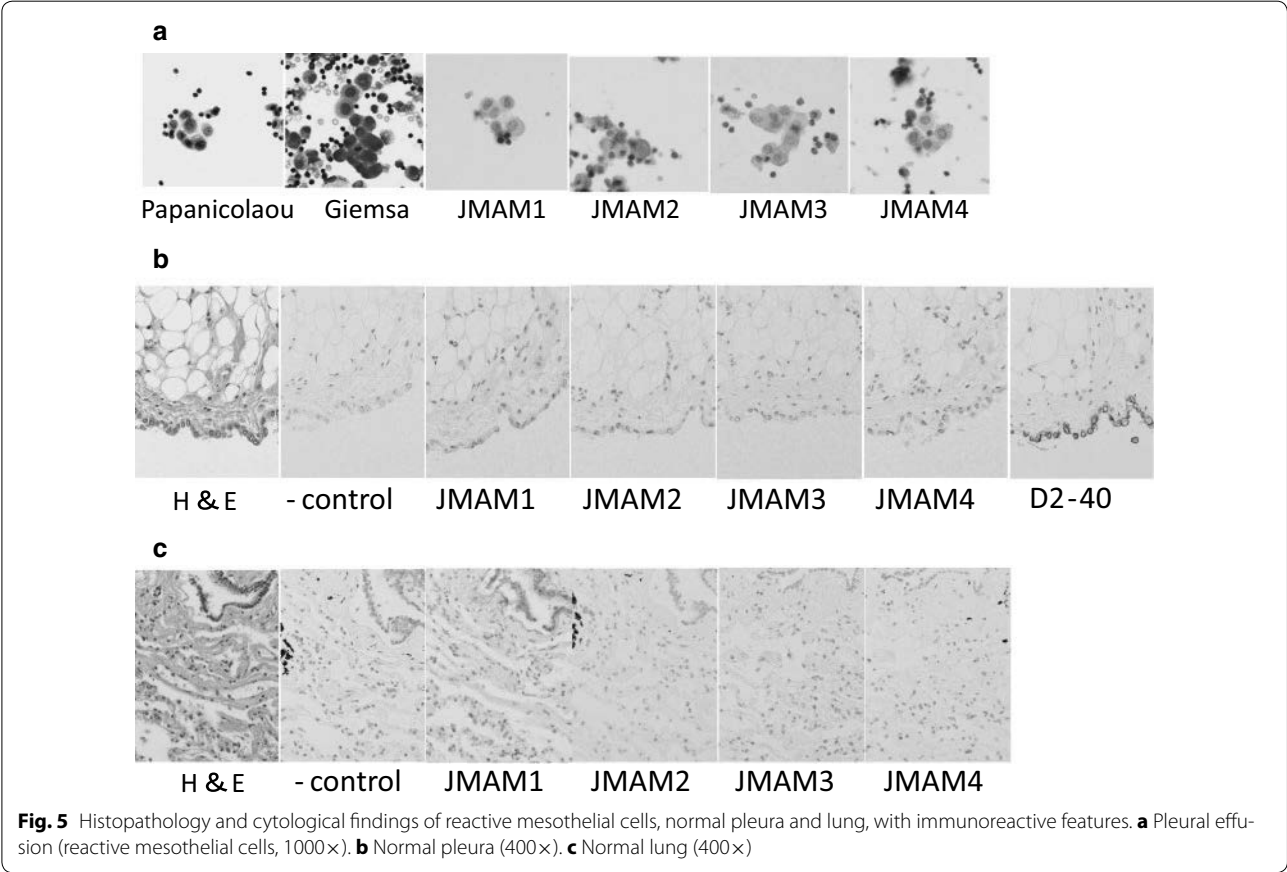 a
Papanicolaou Giemsa JMAM1 JMAM2 JMAM3 JMAM4
b
H & E - control JMAM1 JMAM2 JMAM3 JMAM4 D2-40
c
H & E - control JMAM1 JMAM2 JMAM3 JMAM4
Fig. 5 Histopathology and cytological findings of reactive mesothelial cells, normal pleura and lung, with immunoreactive features. a Pleural effu-
sion (reactive mesothelial cells, 1000×). b Normal pleura (400×). c Normal lung (400×)